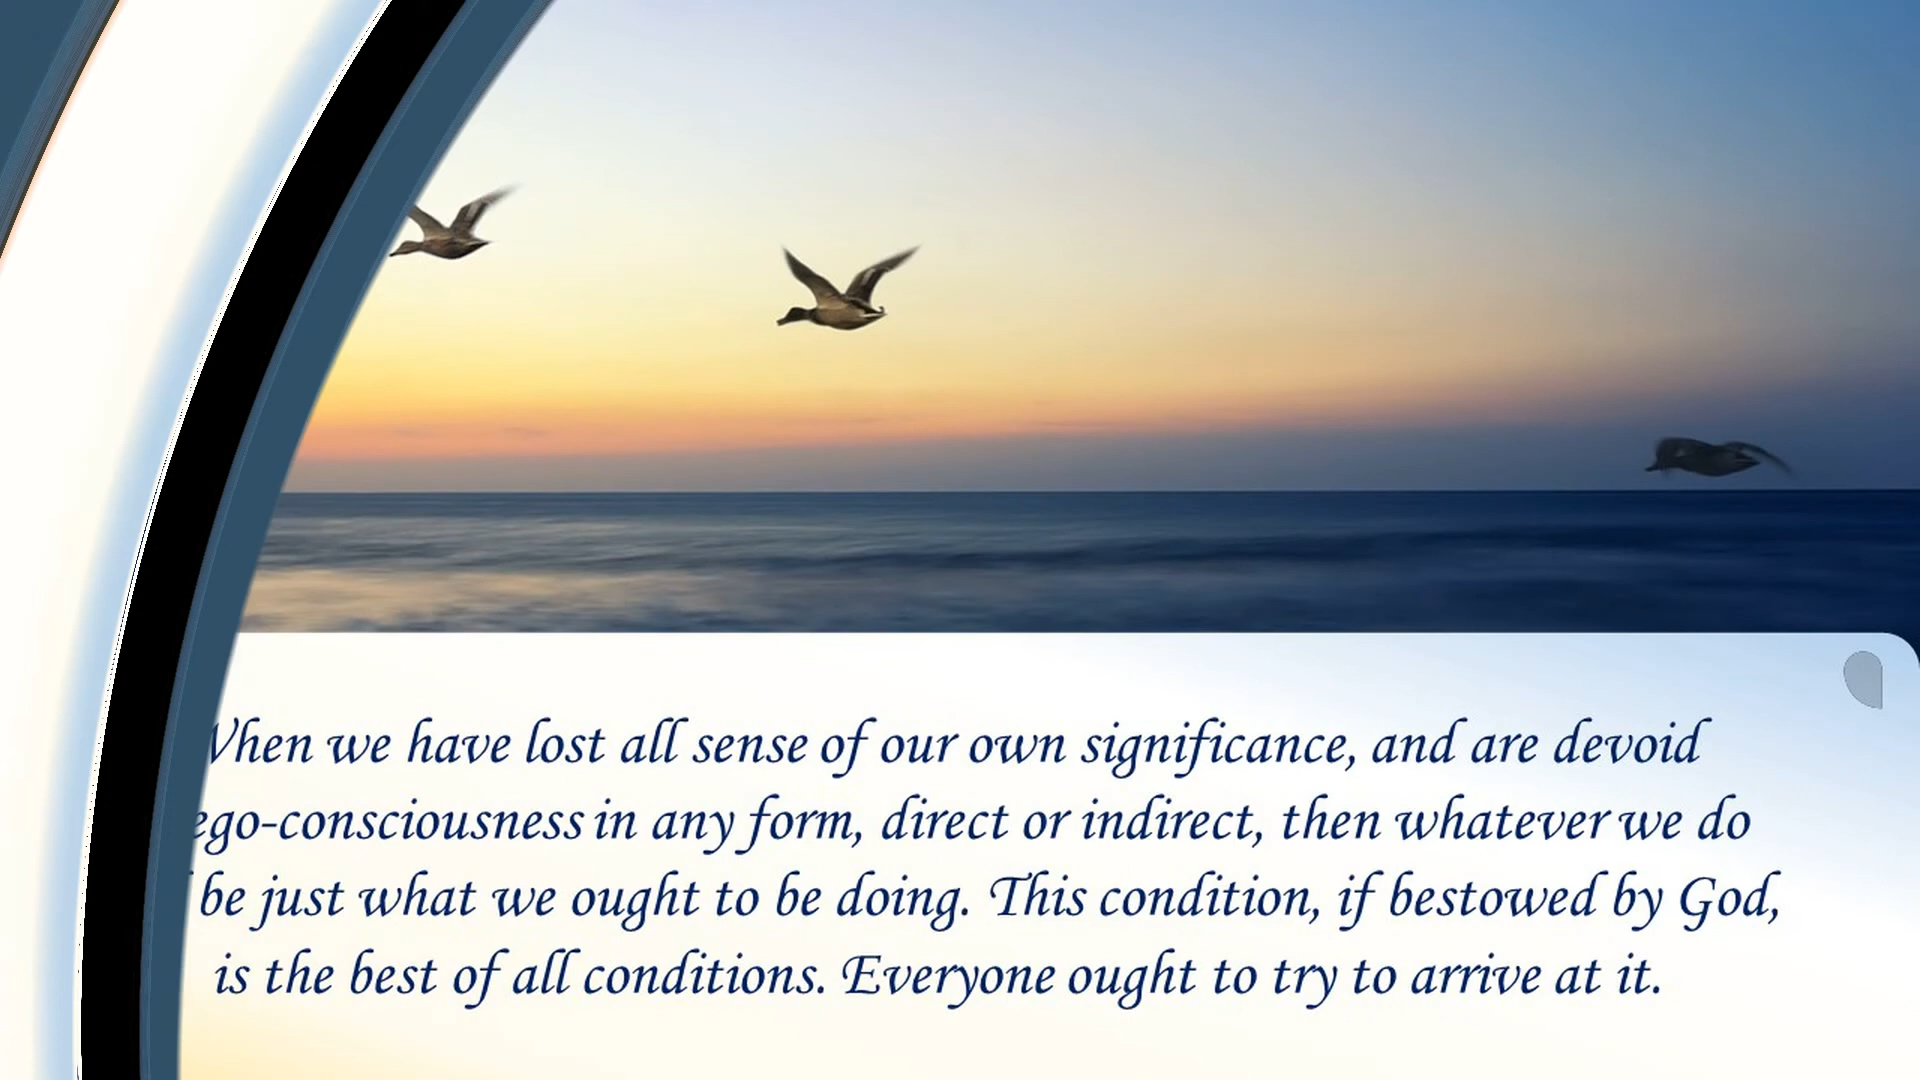 When we have lost all sense of our own significance, and are devoid
ego-consciousness in any form, direct or indirect, then whatever we do
be just what we ought to be doing. This condition, if bestowed by God,
is the best of all conditions. Everyone ought to try to arrive at it.